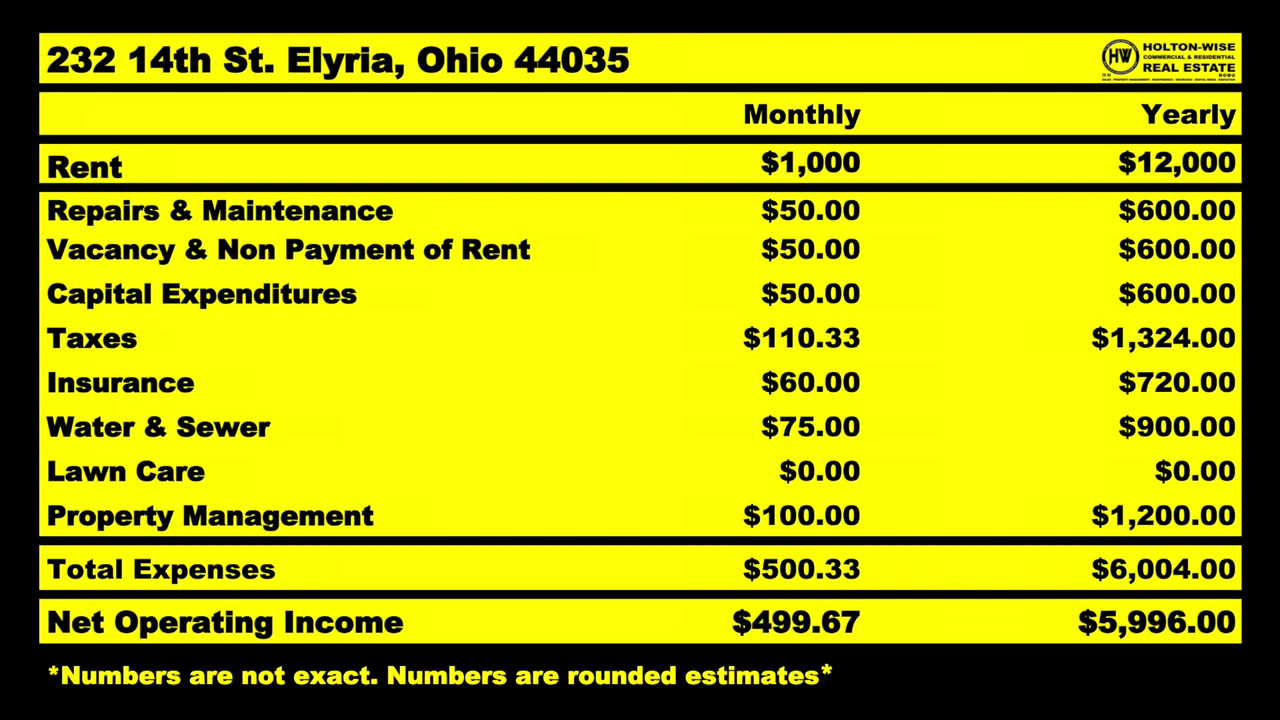 232 14th St. Elyria, Ohio 44035
HOLTON-WISE
COMMERCIAL & RESIDENTIAL
REAL ESTATE
HW
Monthly Yearly
Rent $1,000 $12,000
Repairs & Maintenance $50.00 $600.00
Vacancy & Non Payment of Rent $50.00 $600.00
Capital Expenditures $50.00 $600.00
Taxes $110.33 $1,324.00
Insurance $60.00 $720.00
Water & Sewer $75.00 $900.00
Lawn Care $0.00 $0.00
Property Management $100.00 $1,200.00
Total Expenses $500.33 $6,004.00
Net Operating Income $499.67 $5,996.00
*Numbers are not exact. Numbers are rounded estimates*